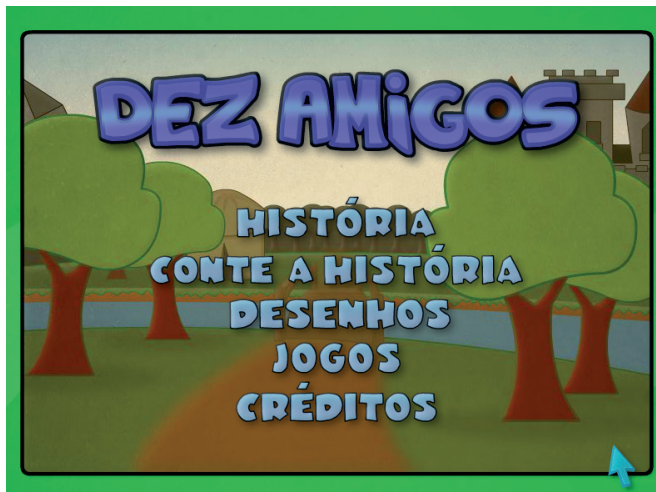 DEZ AMiGOS
HISTÓRIA
CONTE A HISTÓRIA
DESENHOS
JOGOS
CRÉDITOS